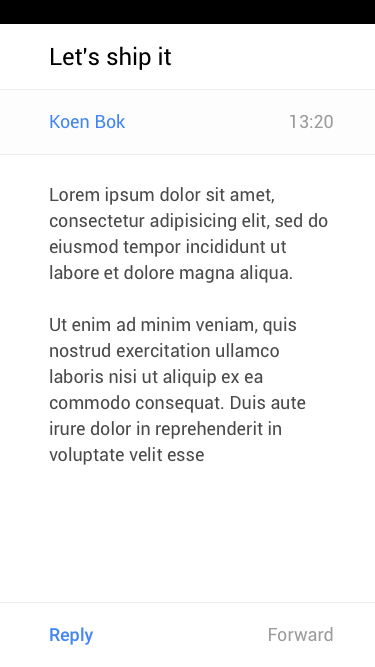 Let's ship it
Koen Bok 13:20
Lorem ipsum dolor sit amet,
consectetur adipisicing elit, sed do
eiusmod tempor incididunt ut
labore et dolore magna aliqua.
Ut enim ad minim veniam, quis
nostrud exercitation ullamco
laboris nisi ut aliquip ex ea
commodo consequat. Duis aute
irure dolor in reprehenderit in
voluptate velit esse
Reply Forward